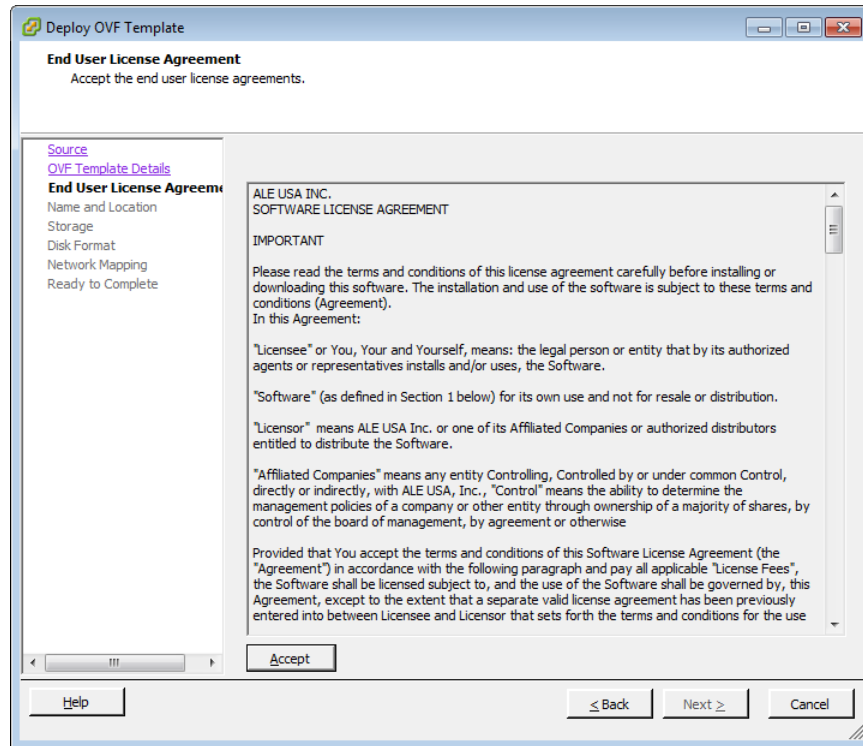 Deploy OVF Template
End User License Agreement
Accept the end user license agreements.
Source
OVF Template Details
End User License Agreeme
Name and Location
Storage
Disk Format
Network Mapping
Ready to Complete
ALE USA INC.
SOFTWARE LICENSE AGREEMENT
IMPORTANT
Please read the terms and conditions of this license agreement carefully before installing or
downloading this software. The installation and use of the software is subject to these terms and
conditions (Agreement).
In this Agreement:
"Licensee" or You, Your and Yourself, means: the legal person or entity that by its authorized
agents or representatives installs and/or uses, the Software.
"Software" (as defined in Section 1 below) for its own use and not for resale or distribution.
"Licensor" means ALE USA Inc. or one of its Affiliated Companies or authorized distributors
entitled to distribute the Software.
"Affiliated Companies" means any entity Controlling, Controlled by or under common Control,
directly or indirectly, with ALE USA, Inc., "Control" means the ability to determine the
management policies of a company or other entity through ownership of a majority of shares, by
control of the board of management, by agreement or otherwise
Provided that You accept the terms and conditions of this Software License Agreement (the
"Agreement") in accordance with the following paragraph and pay all applicable "License Fees",
the Software shall be licensed subject to, and the use of the Software shall be governed by, this
Agreement, except to the extent that a separate valid license agreement has been previously
entered into between Licensee and Licensor that sets forth the terms and conditions for the use
Accept
Help
< Back
Next >
Cancel